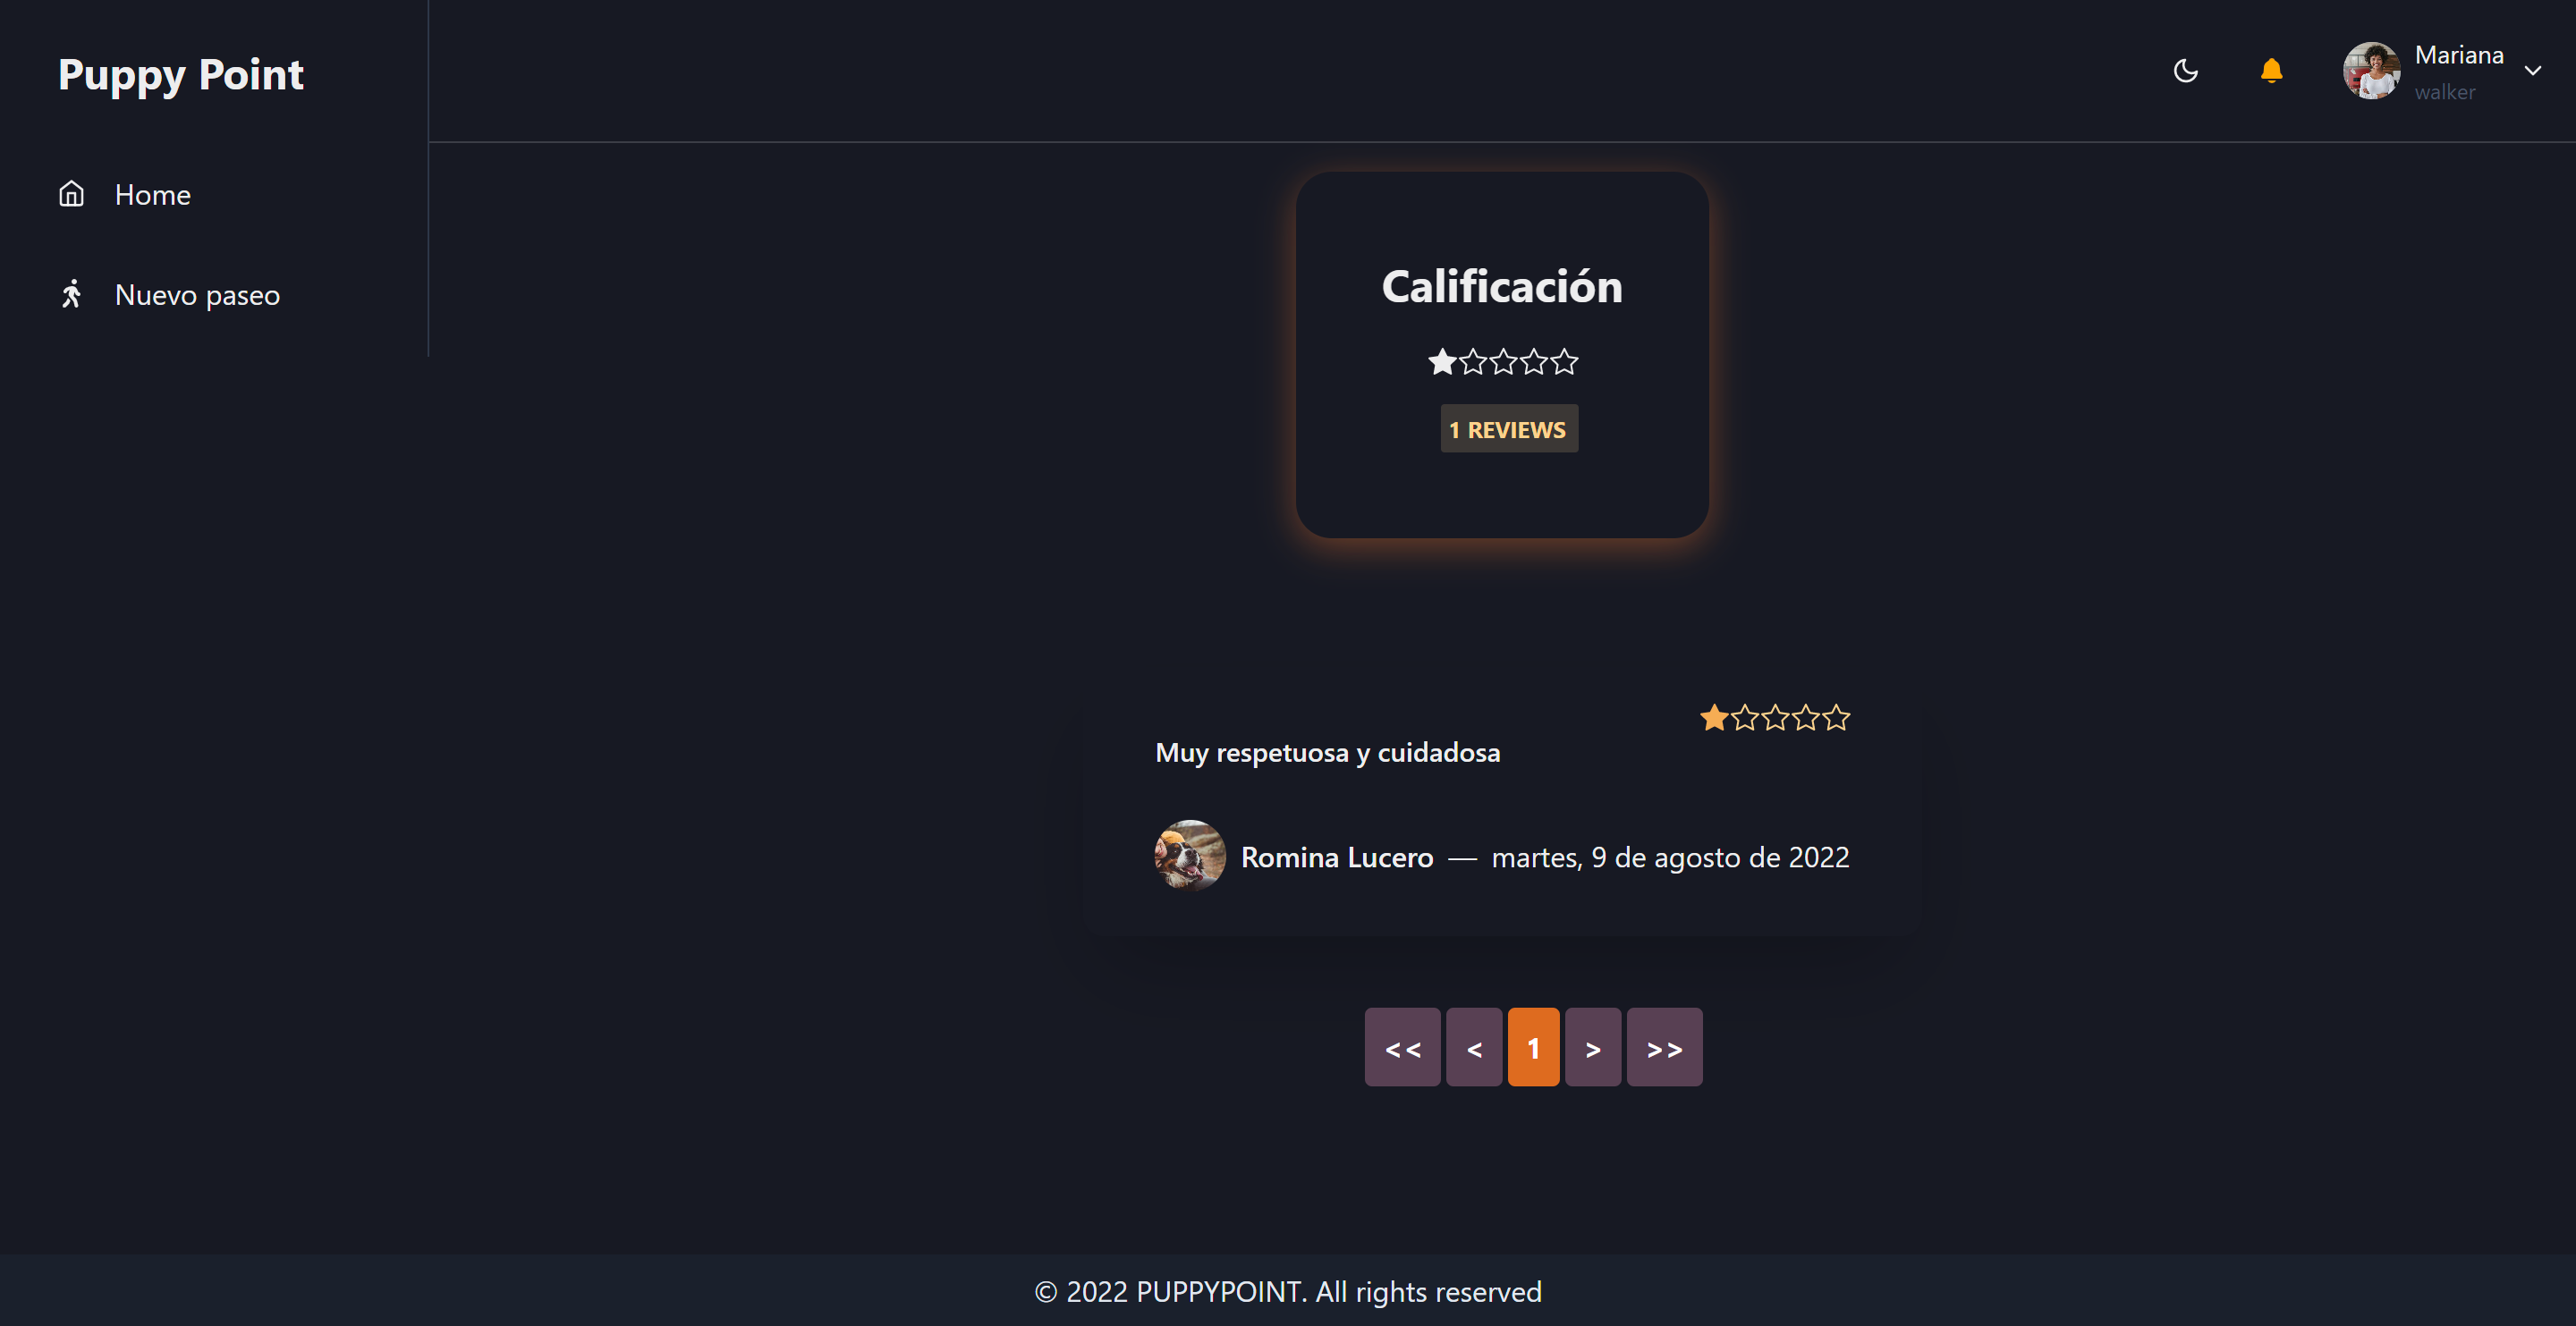 Puppy Point
Mariana
walker
Home
Nuevo paseo
Calificación
1 REVIEWS
Muy respetuosa y cuidadosa
Romina Lucero — martes, 9 de agosto de 2022
<< < 1 > >>
© 2022 PUPPYPOINT. All rights reserved